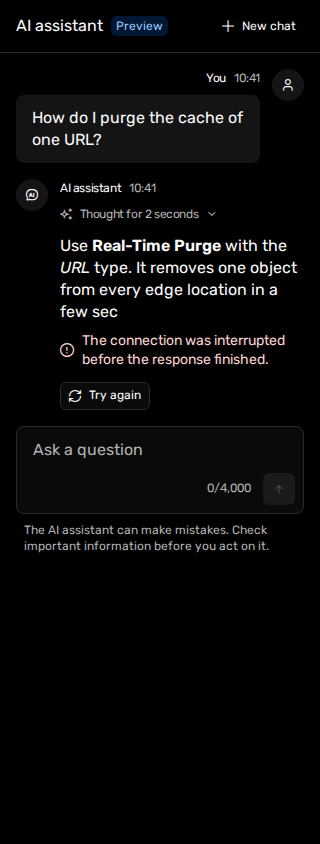 AI assistant Preview New chat
You 10:41
How do I purge the cache of
one URL?
AI
AI assistant 10:41
Thought for 2 seconds
Use Real-Time Purge with the
URL type. It removes one object
from every edge location in a
few sec
The connection was interrupted
before the response finished.
Try again
Ask a question
0/4,000
The AI assistant can make mistakes. Check
important information before you act on it.